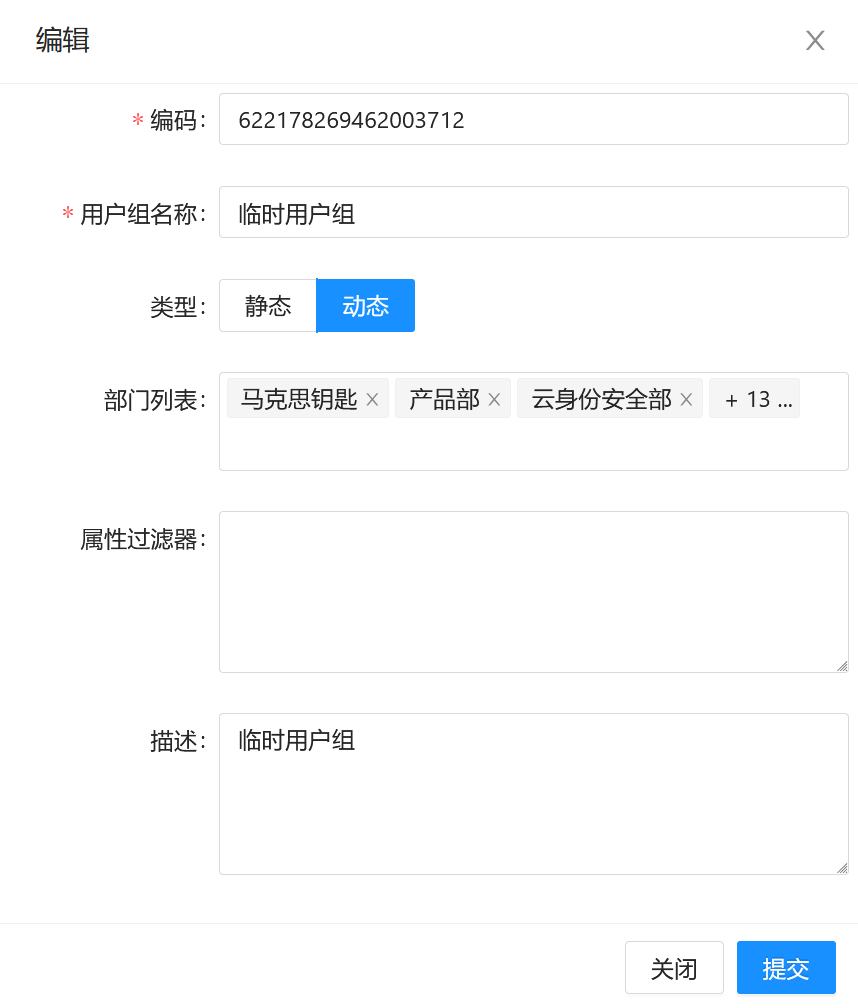 编辑
* 编码: 622178269462003712
* 用户组名称: 临时用户组
类型: 静态 动态
部门列表: 马克思钥匙 产品部 云身份安全部 + 13 ...
属性过滤器:
描述: 临时用户组
关闭 提交